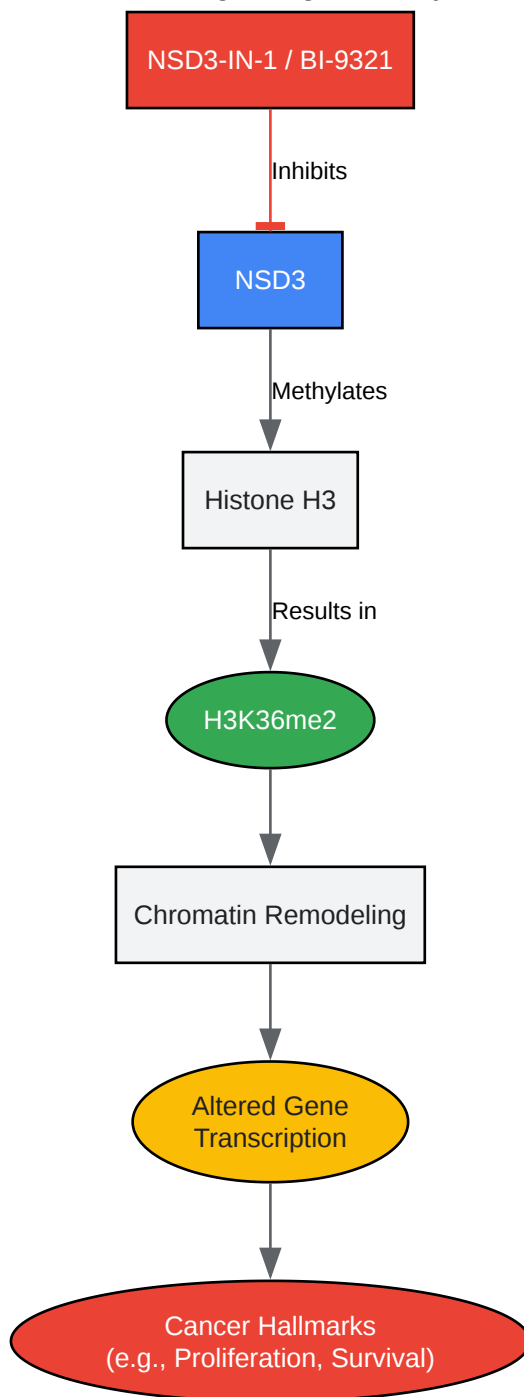 NSD3-IN-1 / BI-9321
Inhibits
NSD3
Methylates
Histone H3
Results in
H3K36me2
Chromatin Remodeling
Altered Gene
Transcription
Cancer Hallmarks
(e.g., Proliferation, Survival)